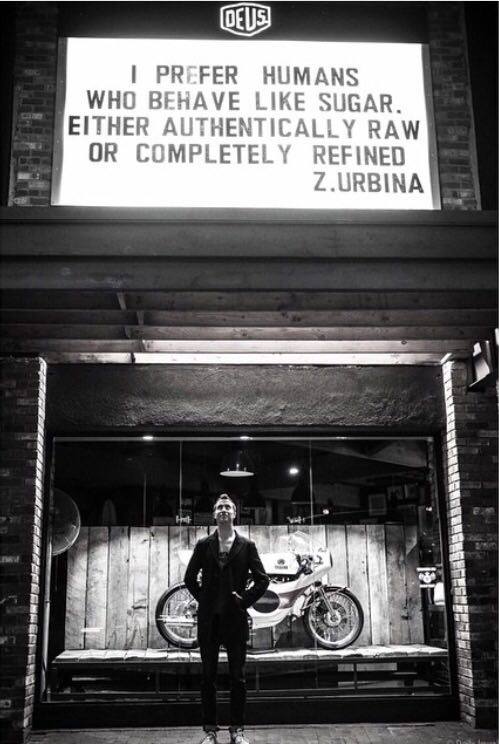 DEUS
I PREFER HUMANS
WHO BEHAVE LIKE SUGAR.
EITHER AUTHENTICALLY RAW
OR COMPLETELY REFINED
Z.URBINA